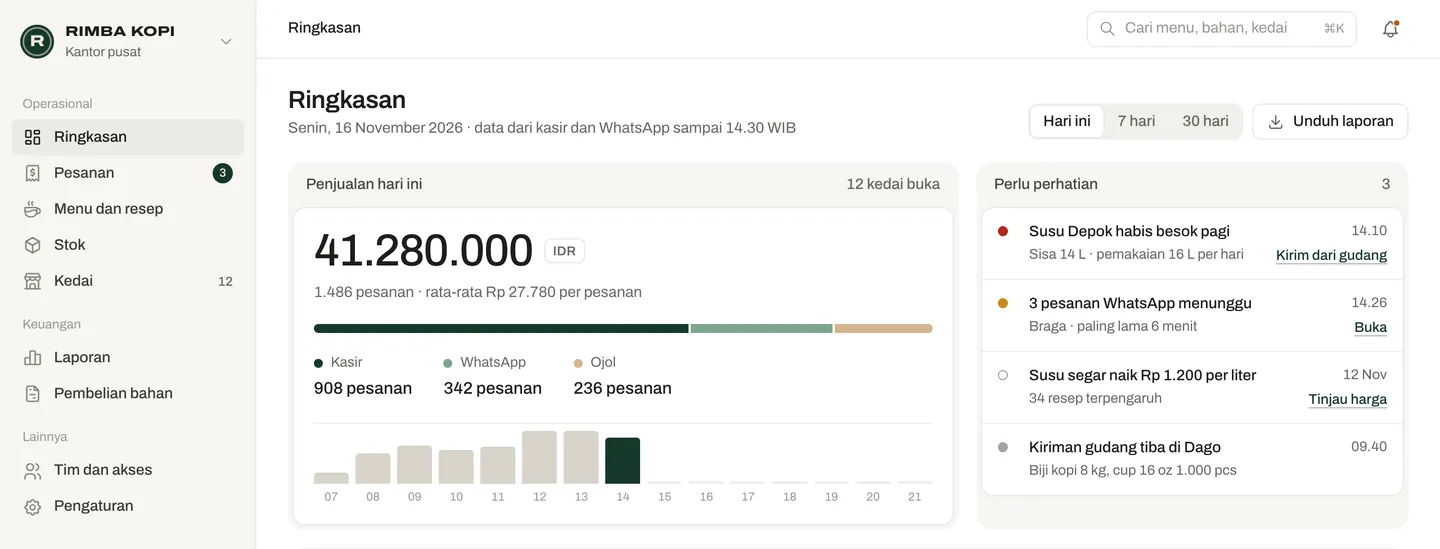 R
RIMBA KOPI
Kantor pusat
Operasional
Ringkasan
Pesanan 3
Menu dan resep
Stok
Kedai 12
Keuangan
Laporan
Pembelian bahan
Lainnya
Tim dan akses
Pengaturan
Ringkasan
Cari menu, bahan, kedai ⌘K
Ringkasan
Senin, 16 November 2026 · data dari kasir dan WhatsApp sampai 14.30 WIB
Hari ini 7 hari 30 hari Unduh laporan
Penjualan hari ini 12 kedai buka
41.280.000 IDR
1.486 pesanan · rata-rata Rp 27.780 per pesanan
Kasir WhatsApp Ojol
908 pesanan 342 pesanan 236 pesanan
07 08 09 10 11 12 13 14 15 16 17 18 19 20 21
Perlu perhatian 3
Susu Depok habis besok pagi 14.10
Sisa 14 L · pemakaian 16 L per hari Kirim dari gudang
3 pesanan WhatsApp menunggu 14.26
Braga · paling lama 6 menit Buka
Susu segar naik Rp 1.200 per liter 12 Nov
34 resep terpengaruh Tinjau harga
Kiriman gudang tiba di Dago 09.40
Biji kopi 8 kg, cup 16 oz 1.000 pcs